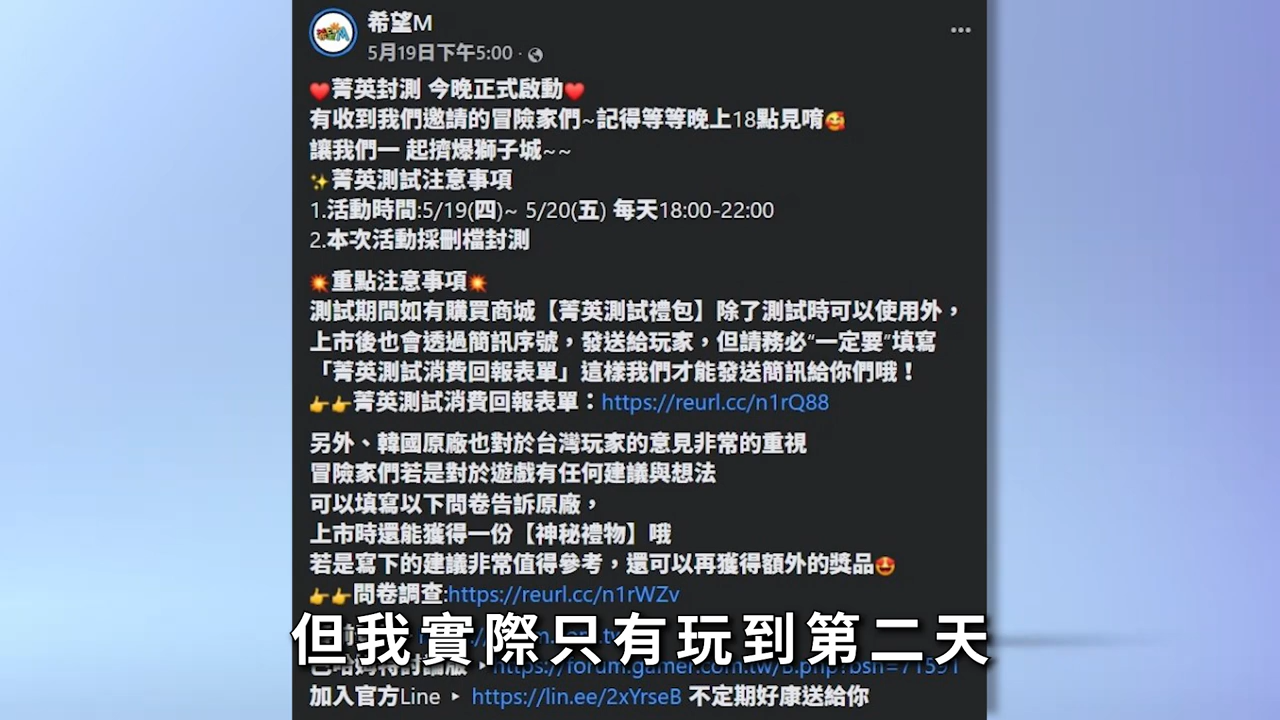 希望M
5月19日下午5:00 ·
❤️菁英封測 今晚正式啟動❤️
有收到我們邀請的冒險家們~記得等等晚上18點見唷🥰
讓我們一 起擠爆獅子城~~
✨菁英測試注意事項
1.活動時間:5/19(四)~ 5/20(五) 每天18:00-22:00
2.本次活動採刪檔封測
💥重點注意事項💥
測試期間如有購買商城【菁英測試禮包】除了測試時可以使用外，
上市後也會透過簡訊序號，發送給玩家，但請務必"一定要"填寫
「菁英測試消費回報表單」這樣我們才能發送簡訊給你們哦！
👉👉菁英測試消費回報表單：https://reurl.cc/n1rQ88
另外、韓國原廠也對於台灣玩家的意見非常的重視
冒險家們若是對於遊戲有任何建議與想法
可以填寫以下問卷告訴原廠，
上市時還能獲得一份【神秘禮物】哦
若是寫下的建議非常值得參考，還可以再獲得額外的獎品🤩
👉👉問卷調查:https://reurl.cc/n1rWZv
但我實際只有玩到第二天
https://forum.gamer.com.tw/B.php?bsn=71591
加入官方Line ‣ https://lin.ee/2xYrseB 不定期好康送給你